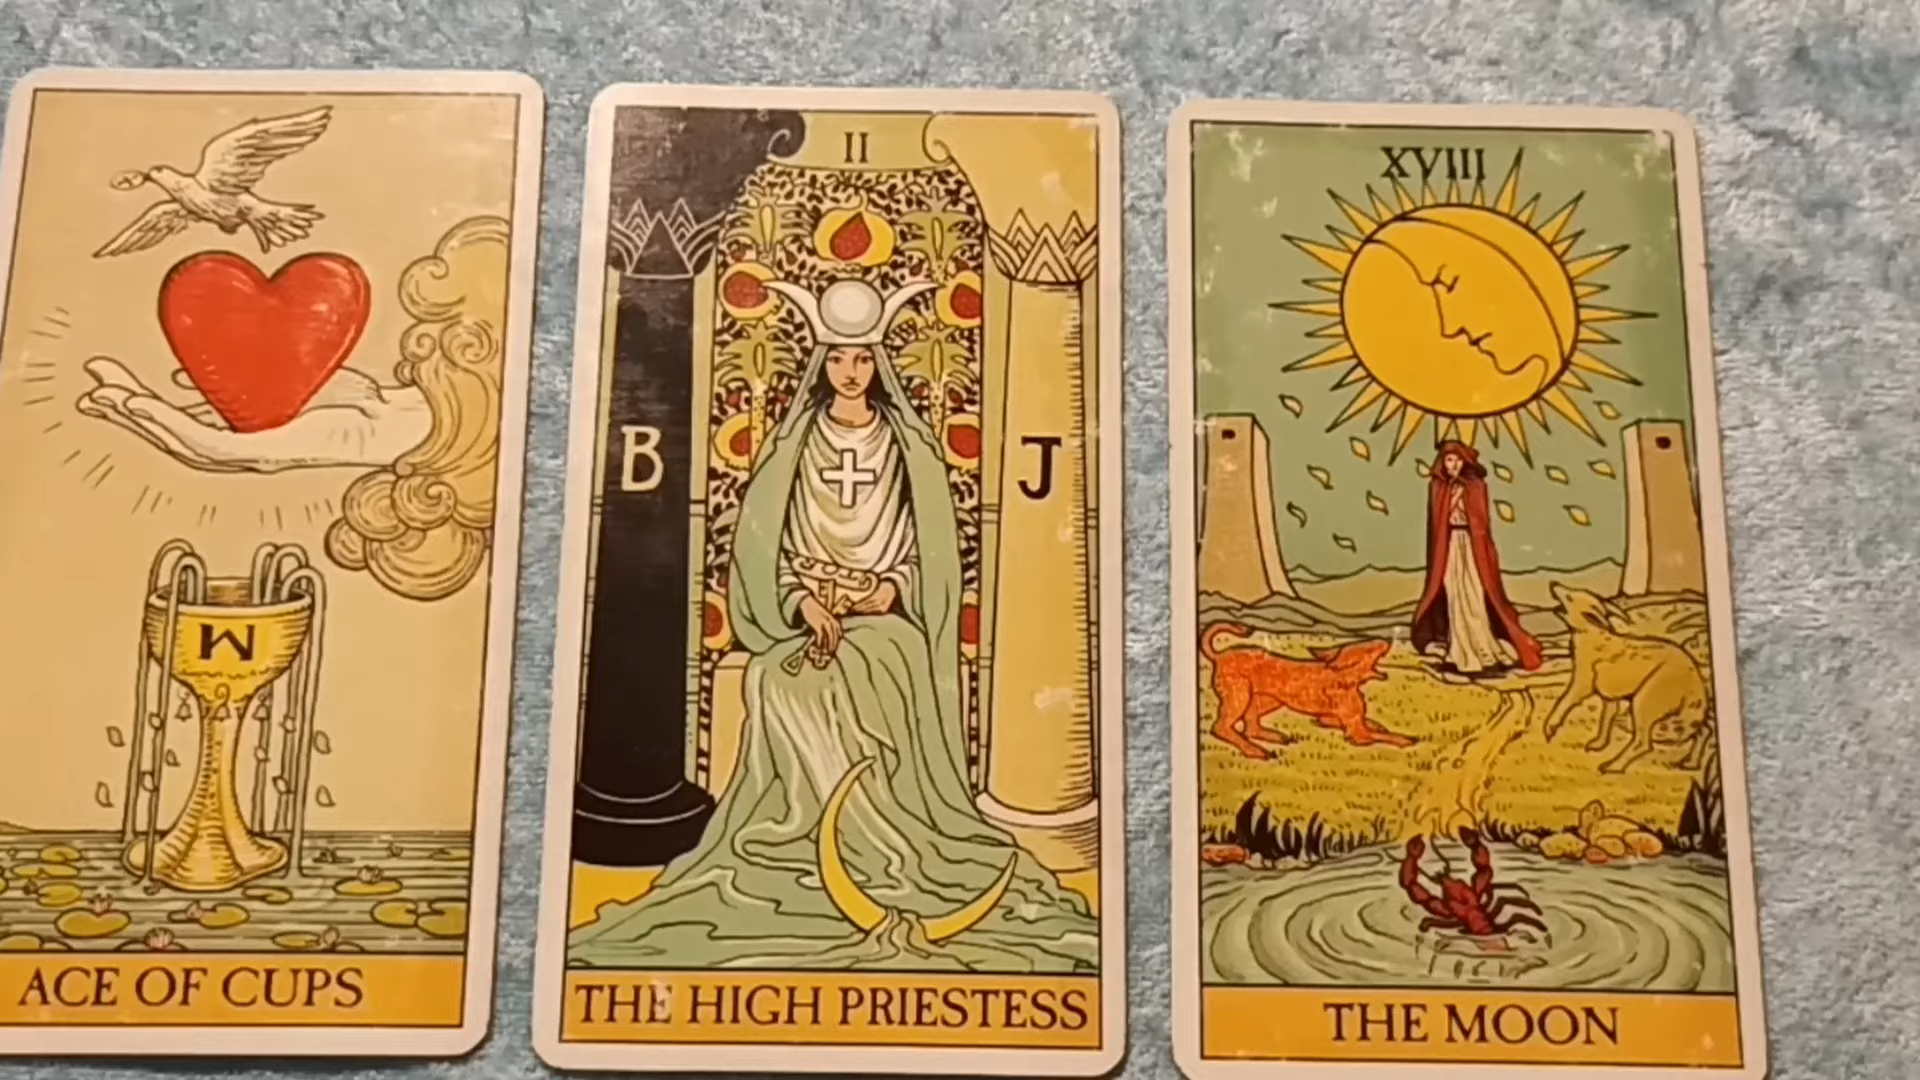 M
ACE OF CUPS
II
B
J
THE HIGH PRIESTESS
XVIII
THE MOON